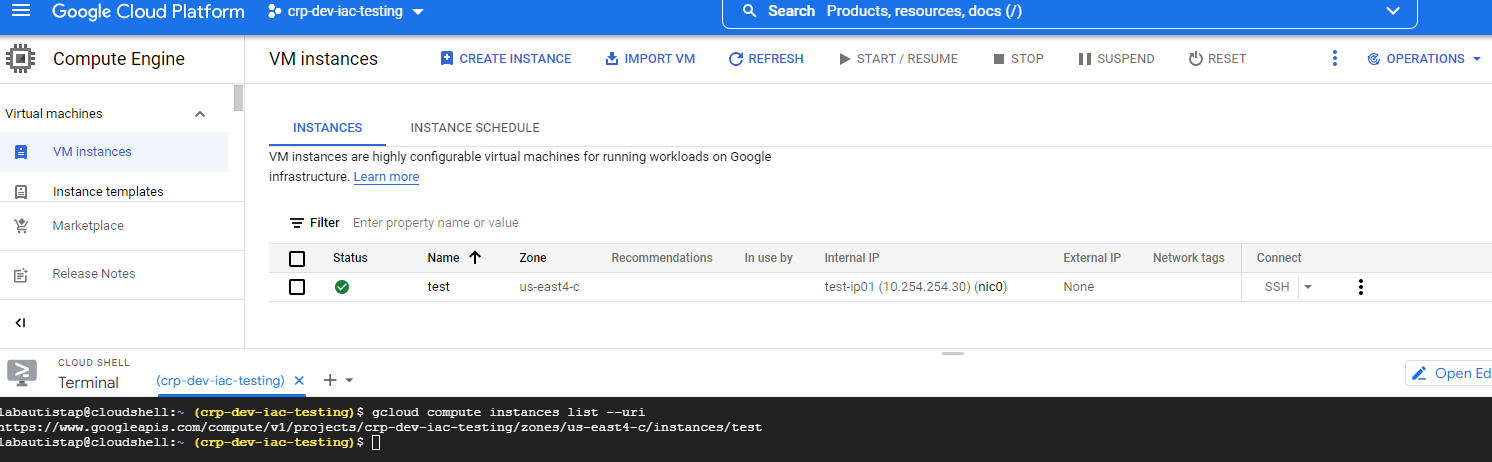 Google Cloud Platform crp-dev-iac-testing Search Products, resources, docs (/)
Compute Engine
VM instances CREATE INSTANCE IMPORT VM REFRESH START / RESUME STOP SUSPEND RESET OPERATIONS
Virtual machines
VM instances
Instance templates
Marketplace
Release Notes
INSTANCES INSTANCE SCHEDULE
VM instances are highly configurable virtual machines for running workloads on Google
infrastructure. Learn more
Filter Enter property name or value
Status Name Zone Recommendations In use by Internal IP External IP Network tags Connect
test us-east4-c test-ip01 (10.254.254.30) (nic0) None SSH
CLOUD SHELL
Terminal (crp-dev-iac-testing) Open Ed
labautistap@cloudshell:~ (crp-dev-iac-testing)$ gcloud compute instances list --uri
https://www.googleapis.com/compute/v1/projects/crp-dev-iac-testing/zones/us-east4-c/instances/test
labautistap@cloudshell:~ (crp-dev-iac-testing)$